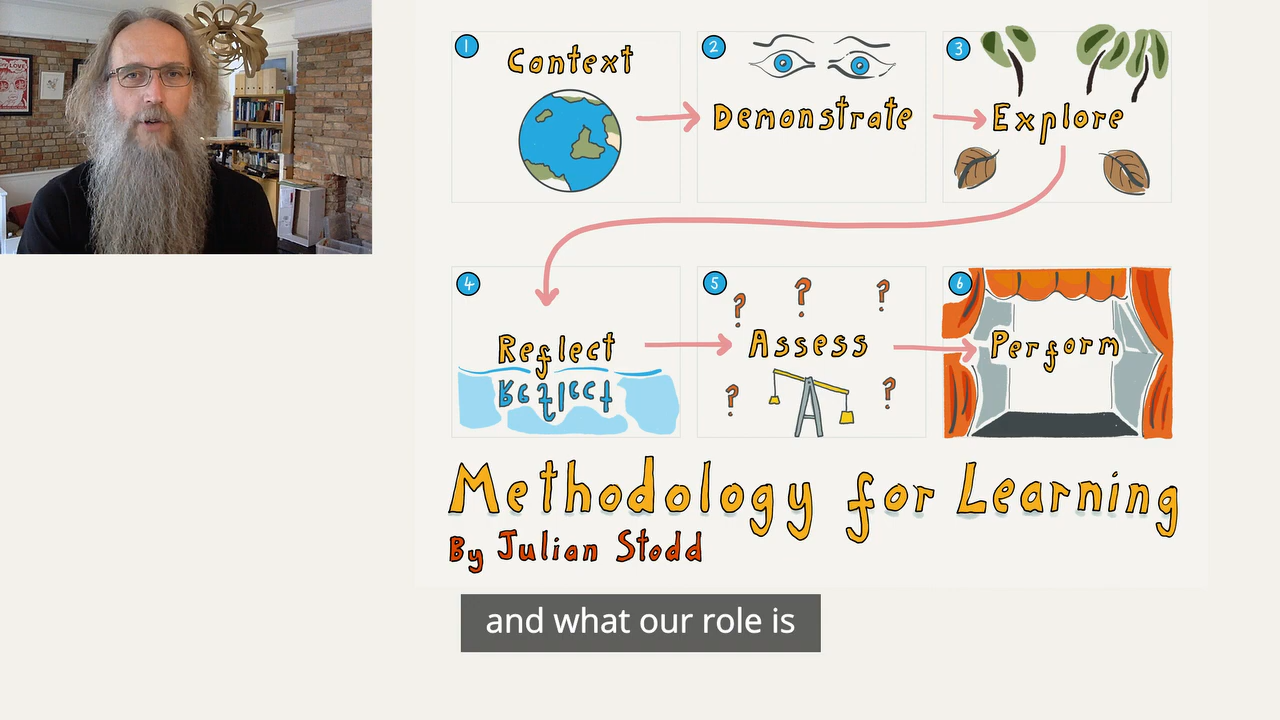 1
Context
2
Demonstrate
3
Explore
4
Reflect
Reflect
5
? ? ?
Assess
? ?
6
Perform
Methodology for Learning
By Julian Stodd
and what our role is